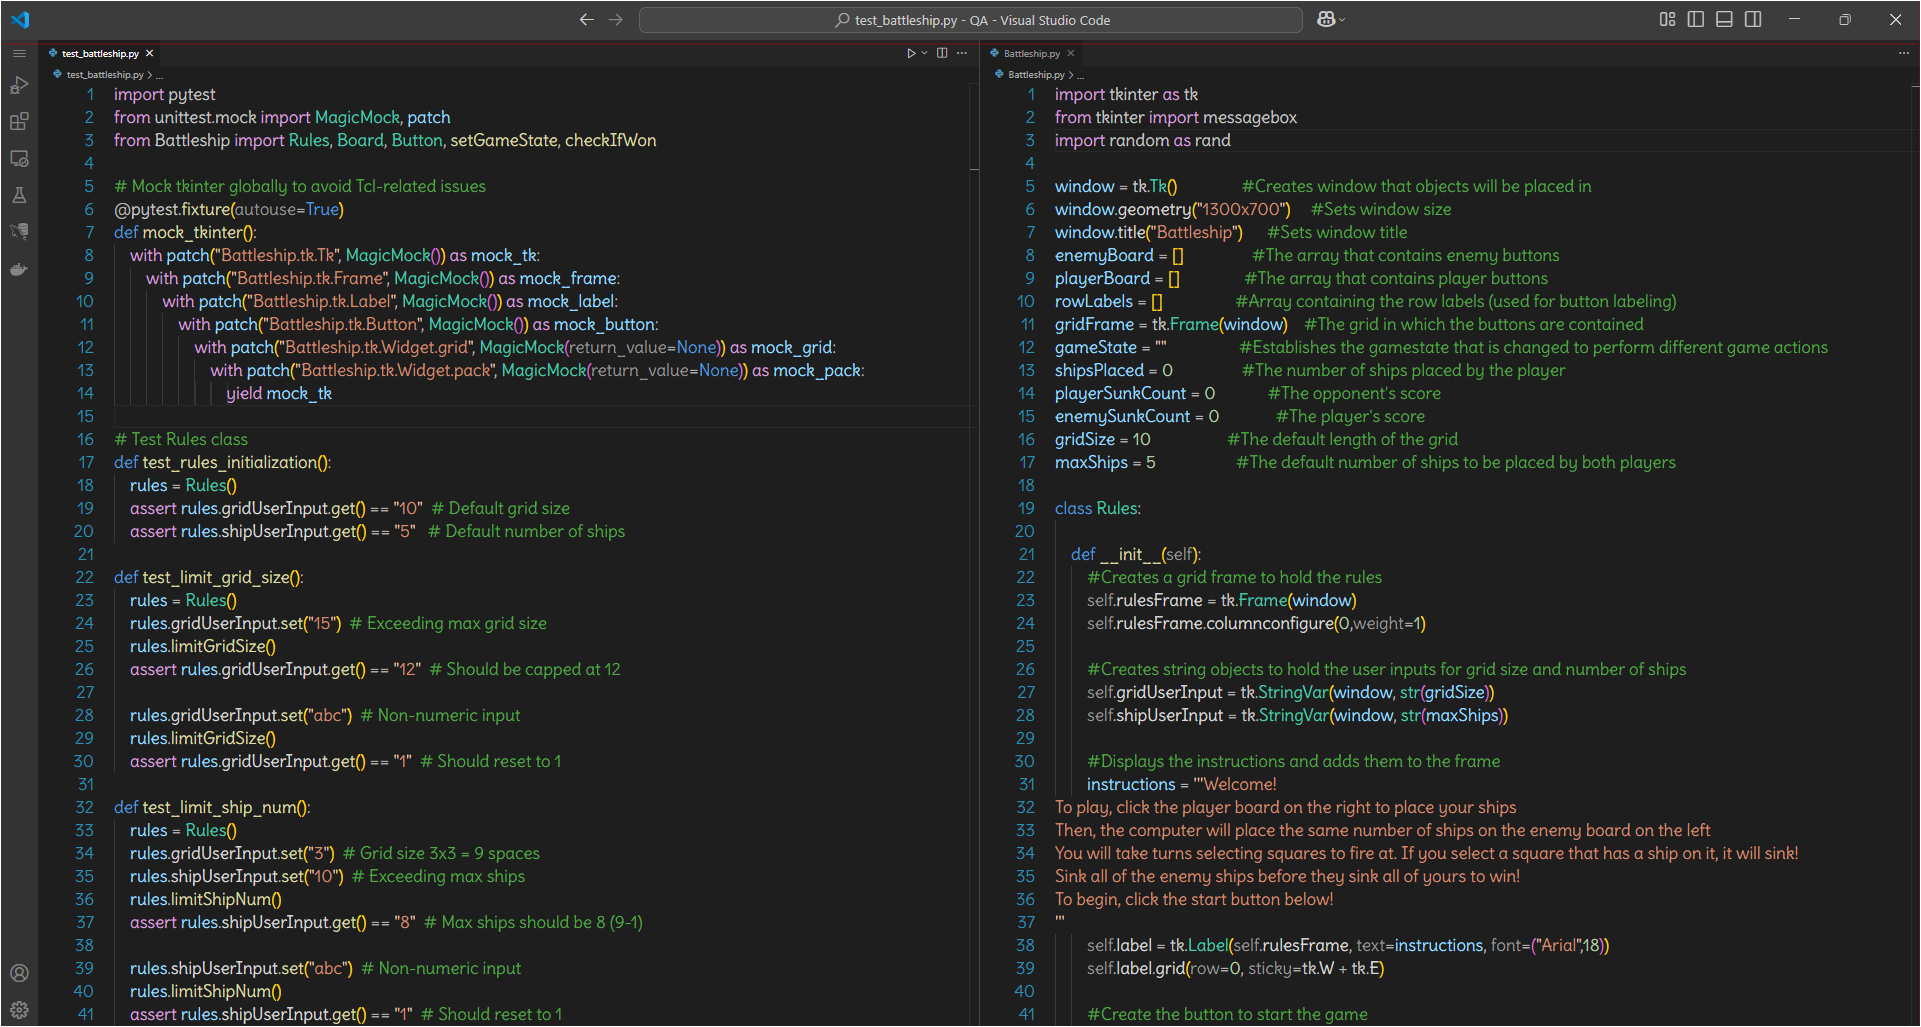 test_battleship.py - QA - Visual Studio Code
test_battleship.py
test_battleship.py > ...
1 import pytest
2 from unittest.mock import MagicMock, patch
3 from Battleship import Rules, Board, Button, setGameState, checkIfWon
4
5 # Mock tkinter globally to avoid Tcl-related issues
6 @pytest.fixture(autouse=True)
7 def mock_tkinter():
8 with patch("Battleship.tk.Tk", MagicMock()) as mock_tk:
9 with patch("Battleship.tk.Frame", MagicMock()) as mock_frame:
10 with patch("Battleship.tk.Label", MagicMock()) as mock_label:
11 with patch("Battleship.tk.Button", MagicMock()) as mock_button:
12 with patch("Battleship.tk.Widget.grid", MagicMock(return_value=None)) as mock_grid:
13 with patch("Battleship.tk.Widget.pack", MagicMock(return_value=None)) as mock_pack:
14 yield mock_tk
15
16 # Test Rules class
17 def test_rules_initialization():
18 rules = Rules()
19 assert rules.gridUserInput.get() == "10" # Default grid size
20 assert rules.shipUserInput.get() == "5" # Default number of ships
21
22 def test_limit_grid_size():
23 rules = Rules()
24 rules.gridUserInput.set("15") # Exceeding max grid size
25 rules.limitGridSize()
26 assert rules.gridUserInput.get() == "12" # Should be capped at 12
27
28 rules.gridUserInput.set("abc") # Non-numeric input
29 rules.limitGridSize()
30 assert rules.gridUserInput.get() == "1" # Should reset to 1
31
32 def test_limit_ship_num():
33 rules = Rules()
34 rules.gridUserInput.set("3") # Grid size 3x3 = 9 spaces
35 rules.shipUserInput.set("10") # Exceeding max ships
36 rules.limitShipNum()
37 assert rules.shipUserInput.get() == "8" # Max ships should be 8 (9-1)
38
39 rules.shipUserInput.set("abc") # Non-numeric input
40 rules.limitShipNum()
41 assert rules.shipUserInput.get() == "1" # Should reset to 1
Battleship.py
Battleship.py > ...
1 import tkinter as tk
2 from tkinter import messagebox
3 import random as rand
4
5 window = tk.Tk() #Creates window that objects will be placed in
6 window.geometry("1300x700") #Sets window size
7 window.title("Battleship") #Sets window title
8 enemyBoard = [] #The array that contains enemy buttons
9 playerBoard = [] #The array that contains player buttons
10 rowLabels = [] #Array containing the row labels (used for button labeling)
11 gridFrame = tk.Frame(window) #The grid in which the buttons are contained
12 gameState = "" #Establishes the gamestate that is changed to perform different game actions
13 shipsPlaced = 0 #The number of ships placed by the player
14 playerSunkCount = 0 #The opponent's score
15 enemySunkCount = 0 #The player's score
16 gridSize = 10 #The default length of the grid
17 maxShips = 5 #The default number of ships to be placed by both players
18
19 class Rules:
20
21 def __init__(self):
22 #Creates a grid frame to hold the rules
23 self.rulesFrame = tk.Frame(window)
24 self.rulesFrame.columnconfigure(0,weight=1)
25
26 #Creates string objects to hold the user inputs for grid size and number of ships
27 self.gridUserInput = tk.StringVar(window, str(gridSize))
28 self.shipUserInput = tk.StringVar(window, str(maxShips))
29
30 #Displays the instructions and adds them to the frame
31 instructions = '''Welcome!
32 To play, click the player board on the right to place your ships
33 Then, the computer will place the same number of ships on the enemy board on the left
34 You will take turns selecting squares to fire at. If you select a square that has a ship on it, it will sink!
35 Sink all of the enemy ships before they sink all of yours to win!
36 To begin, click the start button below!
37 '''
38 self.label = tk.Label(self.rulesFrame, text=instructions, font=("Arial",18))
39 self.label.grid(row=0, sticky=tk.W + tk.E)
40
41 #Create the button to start the game